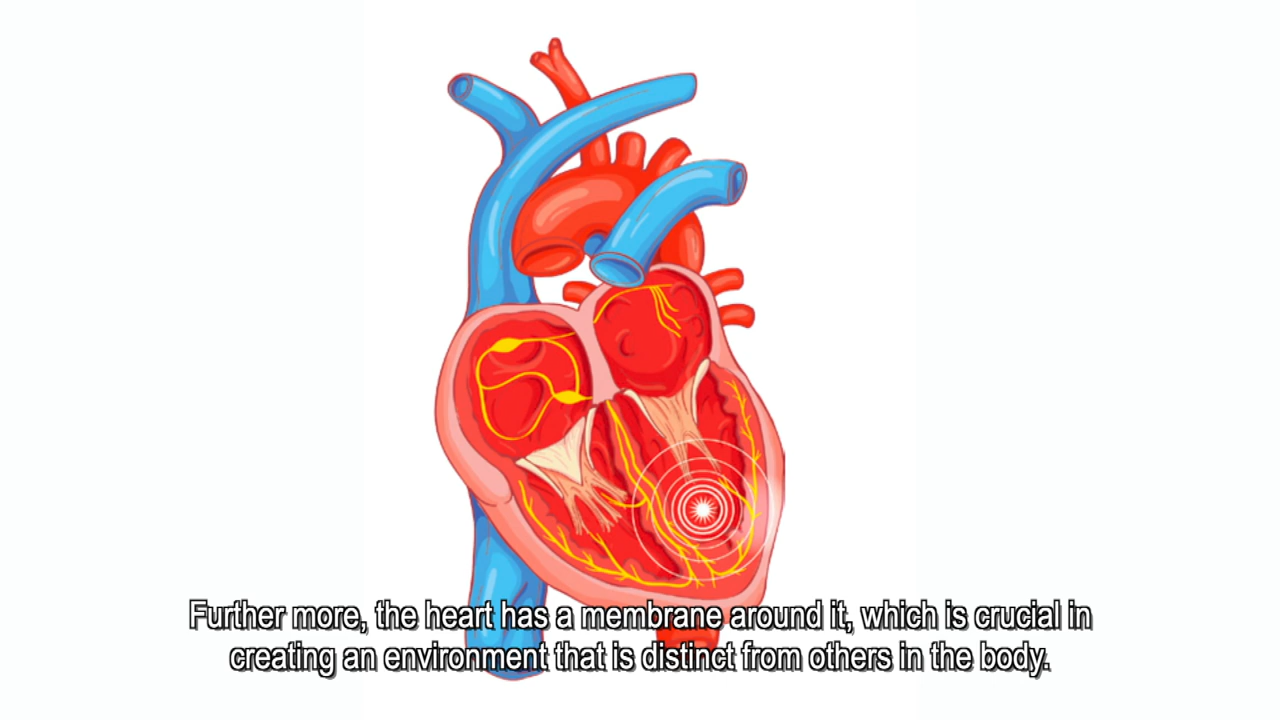 Further more, the heart has a membrane around it, which is crucial in
creating an environment that is distinct from others in the body.